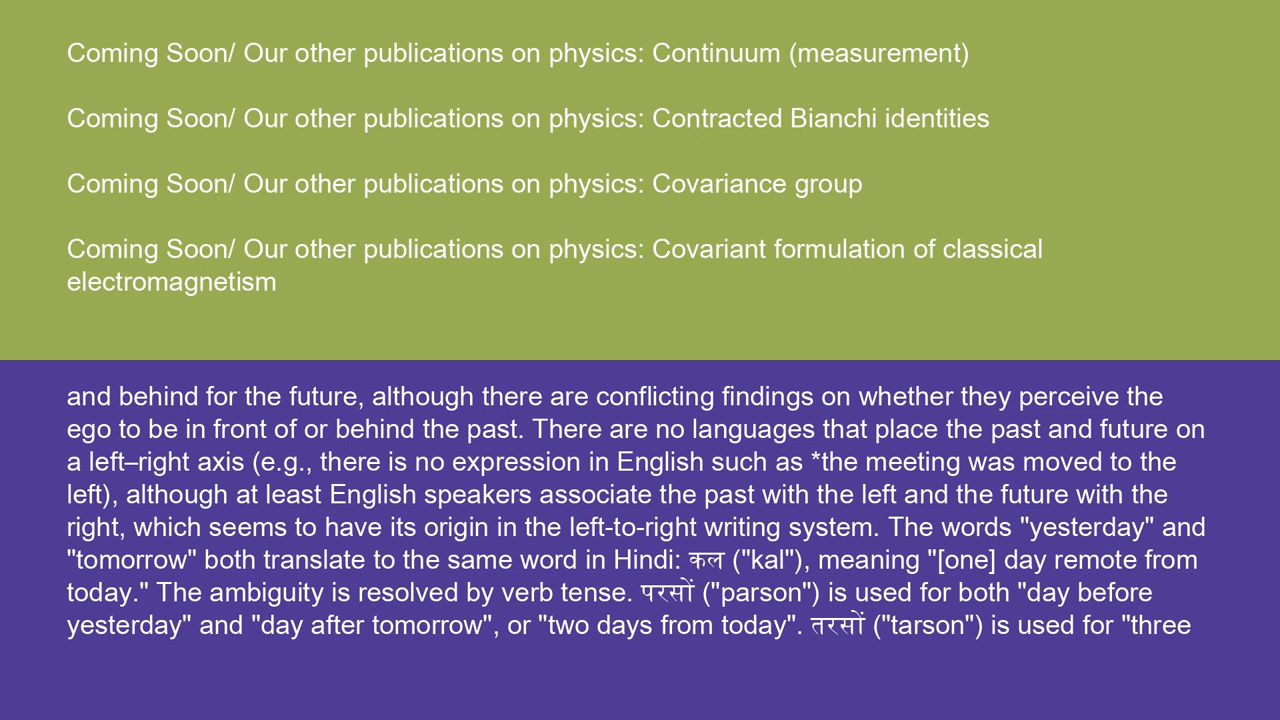 Coming Soon/ Our other publications on physics: Continuum (measurement)
Coming Soon/ Our other publications on physics: Contracted Bianchi identities
Coming Soon/ Our other publications on physics: Covariance group
Coming Soon/ Our other publications on physics: Covariant formulation of classical
electromagnetism
and behind for the future, although there are conflicting findings on whether they perceive the
ego to be in front of or behind the past. There are no languages that place the past and future on
a left–right axis (e.g., there is no expression in English such as *the meeting was moved to the
left), although at least English speakers associate the past with the left and the future with the
right, which seems to have its origin in the left-to-right writing system. The words "yesterday" and
"tomorrow" both translate to the same word in Hindi: कल ("kal"), meaning "[one] day remote from
today." The ambiguity is resolved by verb tense. परसों ("parson") is used for both "day before
yesterday" and "day after tomorrow", or "two days from today". तरसों ("tarson") is used for "three